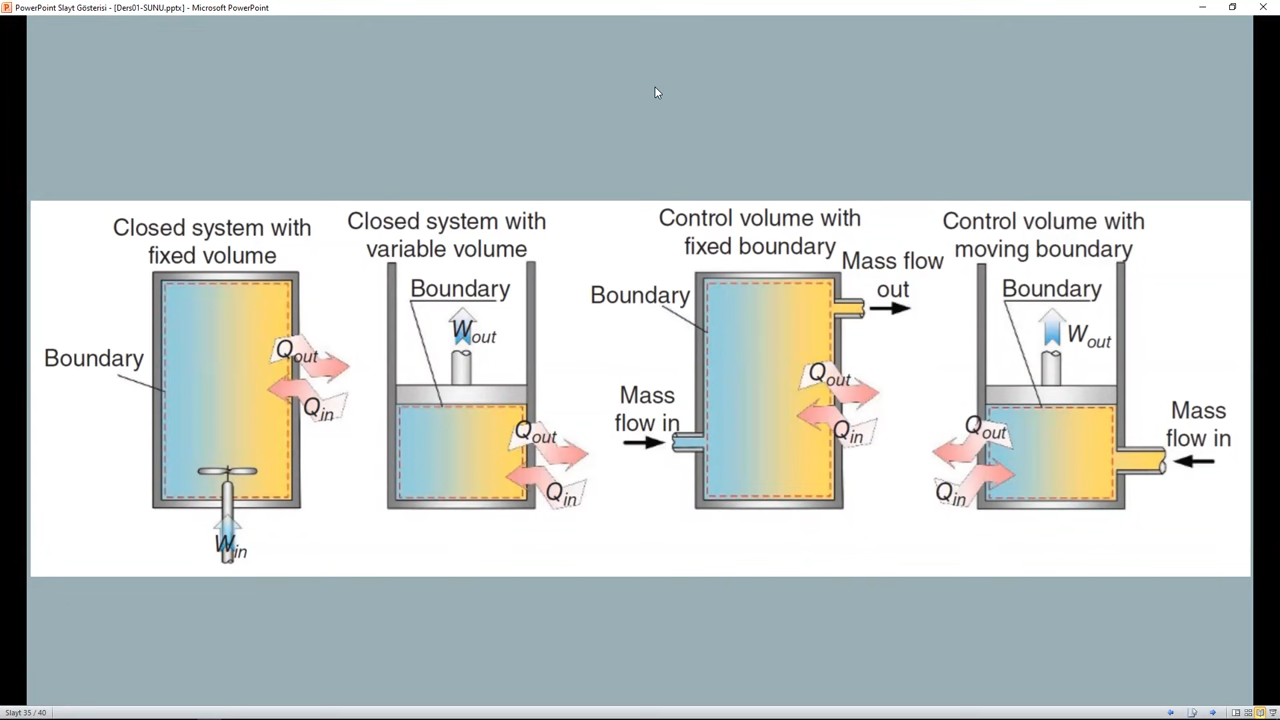 PowerPoint Slayt Gösterisi - [Ders01-SUNU.pptx] - Microsoft PowerPoint
Closed system with
fixed volume
Boundary
Qout
Qin
Win
Closed system with
variable volume
Boundary
Wout
Qout
Qin
Control volume with
fixed boundary
Boundary
Mass flow
out
Mass
flow in
Qout
Qin
Control volume with
moving boundary
Boundary
Wout
Qout
Qin
Mass
flow in
Slayt 35 / 40